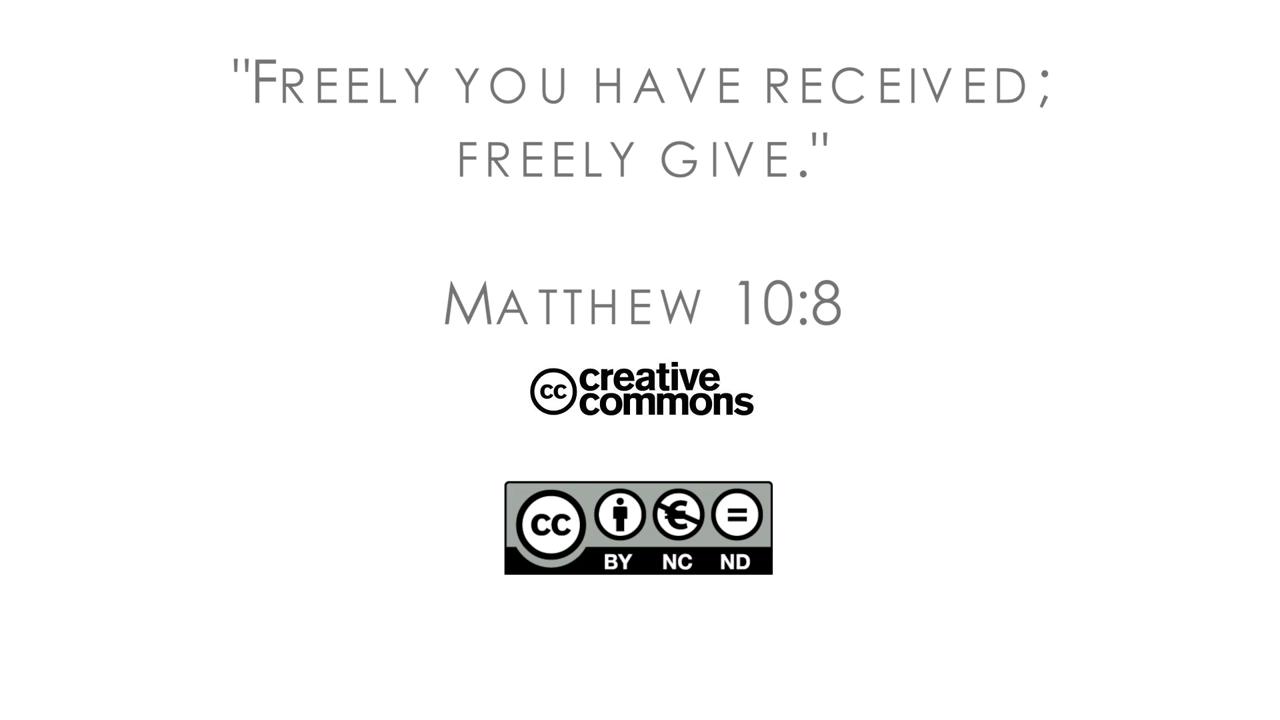 "Freely you have received;
freely give."
Matthew 10:8
cc creative
commons
cc BY NC ND